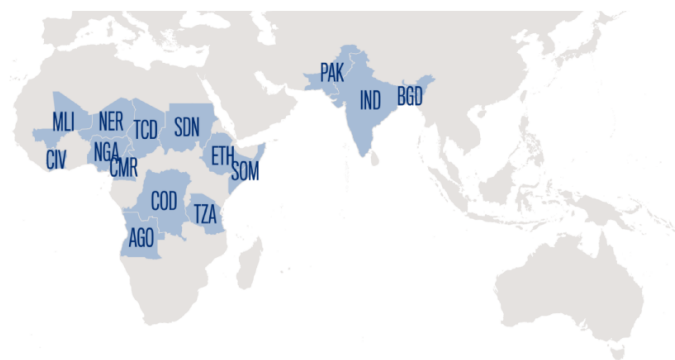 PAK
IND
BGD
MLI
NER
TCD
SDN
CIV
NGA
CMR
ETH
SOM
COD
TZA
AGO